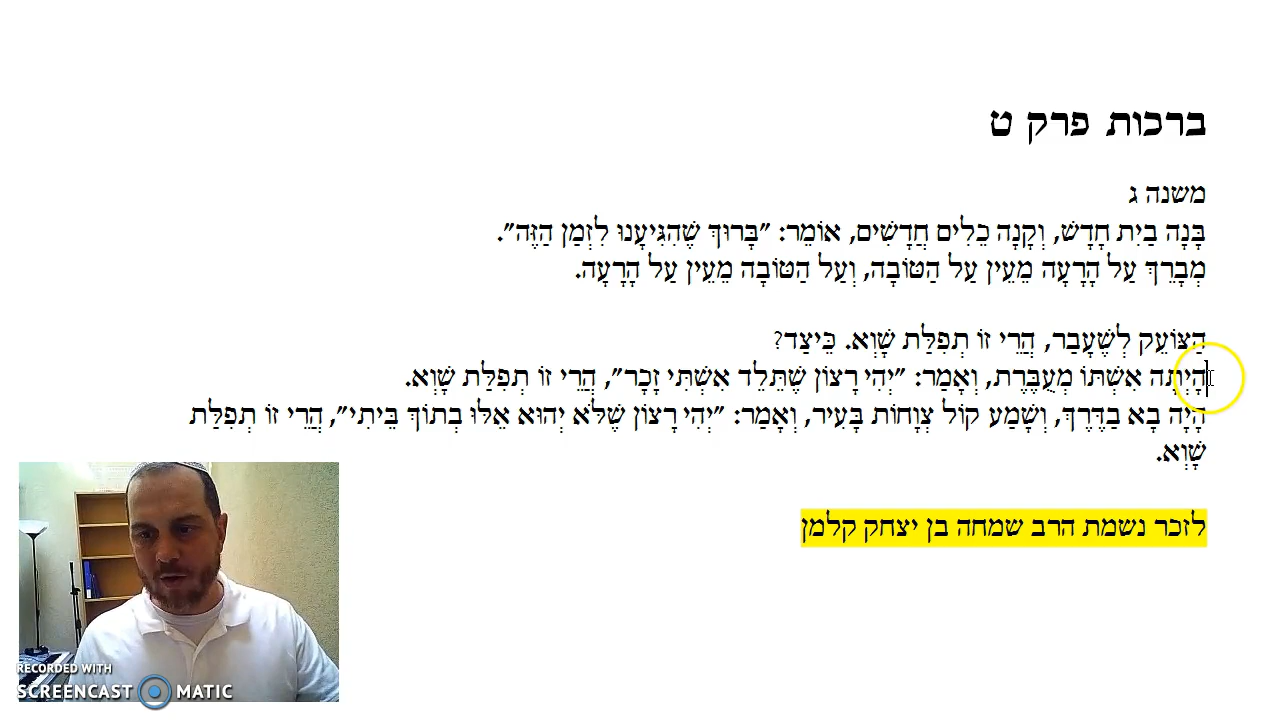 ברכות פרק ט
משנה ג
בָּנָה בַיִת חָדָשׁ, וְקָנָה כֵלִים חֲדָשִׁים, אוֹמֵר: "בָּרוּךְ שֶׁהִגִּיעָנוּ לִזְמַן הַזֶּה".
מְבָרֵךְ עַל הָרָעָה מֵעֵין עַל הַטּוֹבָה, וְעַל הַטּוֹבָה מֵעֵין עַל הָרָעָה.
הַצּוֹעֵק לְשֶׁעָבַר, הֲרֵי זוֹ תְפִלַּת שָׁוְא. כֵּיצַד?
הָיְתָה אִשְׁתּוֹ מְעֻבֶּרֶת, וְאָמַר: "יְהִי רָצוֹן שֶׁתֵּלֵד אִשְׁתִּי זָכָר", הֲרֵי זוֹ תְפִלַּת שָׁוְא.
הָיָה בָא בַדֶּרֶךְ, וְשָׁמַע קוֹל צְוָחוֹת בָּעִיר, וְאָמַר: "יְהִי רָצוֹן שֶׁלֹּא יְהוּא אֵלּוּ בְתוֹךְ בֵּיתִי", הֲרֵי זוֹ תְפִלַּת
שָׁוְא.
לזכר נשמת הרב שמחה בן יצחק קלמן
RECORDED WITH
SCREENCAST MATIC